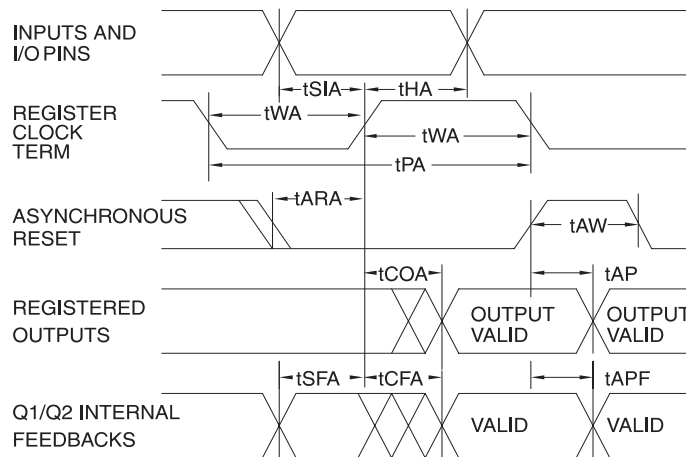 INPUTS AND
I/O PINS
tSIA
tHA
REGISTER
CLOCK
TERM
tWA
tWA
tPA
ASYNCHRONOUS
RESET
tARA
tAW
REGISTERED
OUTPUTS
tCOA
tAP
OUTPUT
VALID
OUTPUT
VALID
Q1/Q2 INTERNAL
FEEDBACKS
tSFA
tCFA
tAPF
VALID
VALID